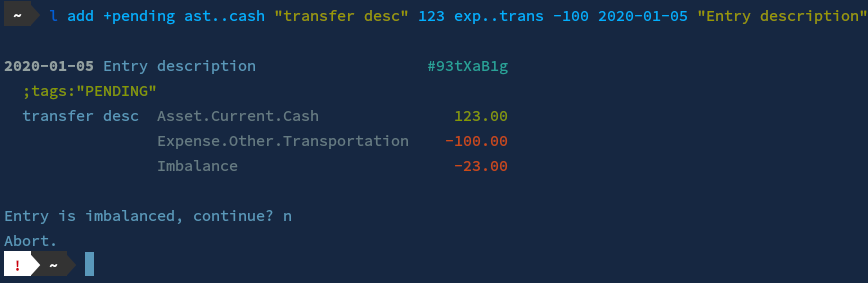 ~ l add +pending ast..cash "transfer desc" 123 exp..trans -100 2020-01-05 "Entry description"
2020-01-05 Entry description #93tXaB1g
;tags:"PENDING"
transfer desc Asset.Current.Cash 123.00
Expense.Other.Transportation -100.00
Imbalance -23.00
Entry is imbalanced, continue? n
Abort.
! ~